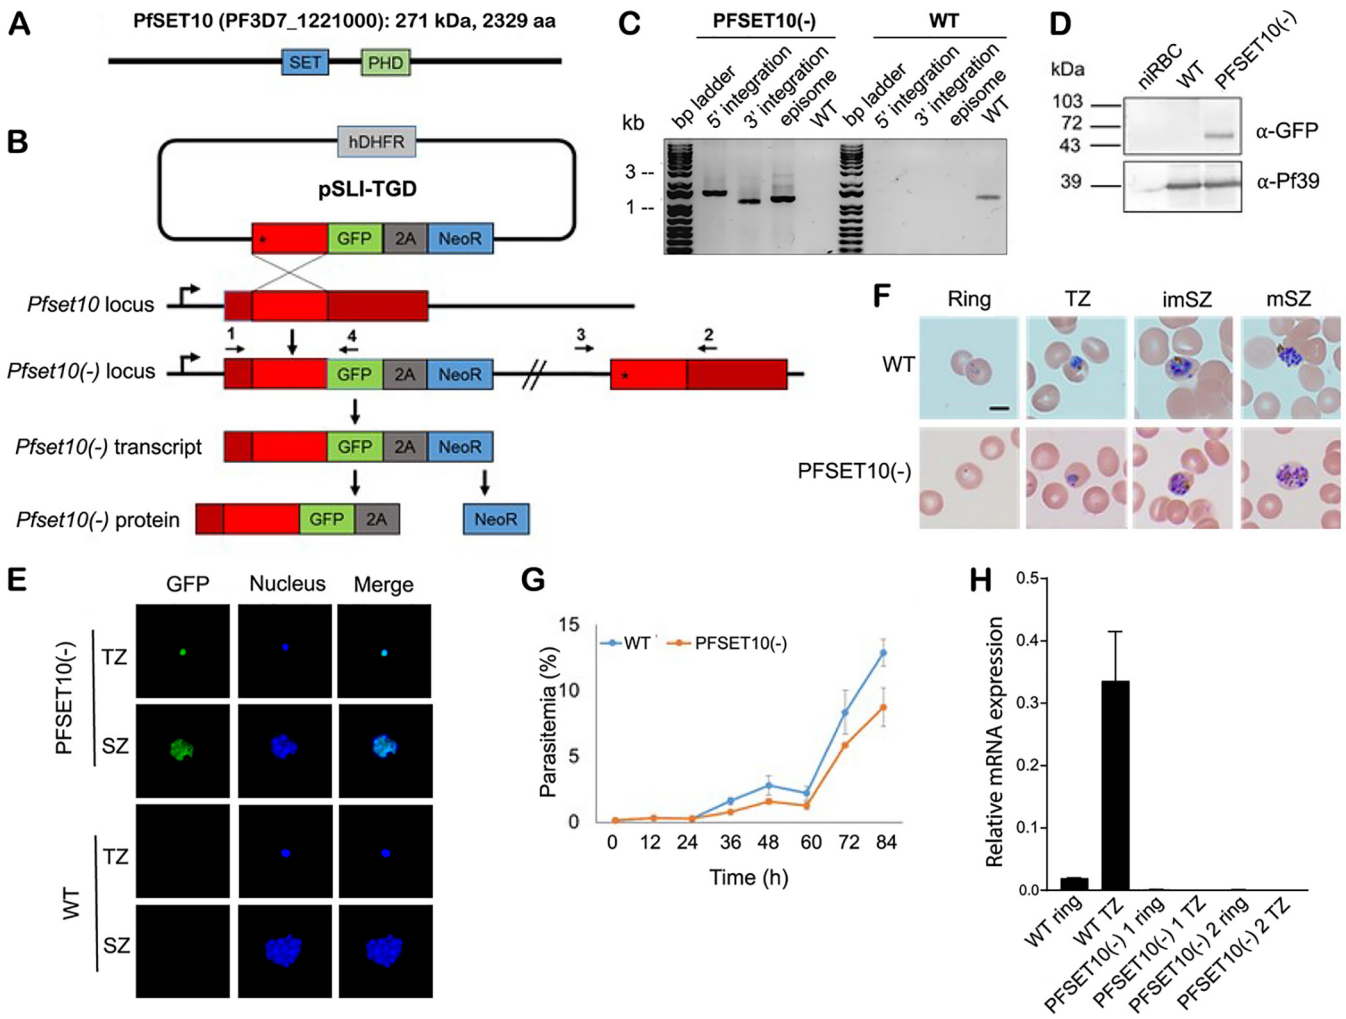 A
PfSET10 (PF3D7_1221000): 271 kDa, 2329 aa
SET
PHD
B
hDHFR
pSLI-TGD
*
GFP
2A
NeoR
Pfset10 locus
1
4
3
2
Pfset10(-) locus
GFP
2A
NeoR
*
Pfset10(-) transcript
GFP
2A
NeoR
Pfset10(-) protein
GFP
2A
NeoR
C
PFSET10(-)
WT
bp ladder
5' integration
3' integration
episome
WT
bp ladder
5' integration
3' integration
episome
WT
kb
3 --
1 --
D
niRBC
WT
PFSET10(-)
kDa
103
72
43
α-GFP
39
α-Pf39
F
Ring
TZ
imSZ
mSZ
WT
PFSET10(-)
E
GFP
Nucleus
Merge
PFSET10(-)
TZ
SZ
WT
TZ
SZ
G
WT
PFSET10(-)
Parasitemia (%)
15
10
5
0
0 12 24 36 48 60 72 84
Time (h)
H
Relative mRNA expression
0.5
0.4
0.3
0.2
0.1
0.0
WT ring
WT TZ
PFSET10(-) 1 ring
PFSET10(-) 1 TZ
PFSET10(-) 2 ring
PFSET10(-) 2 TZ